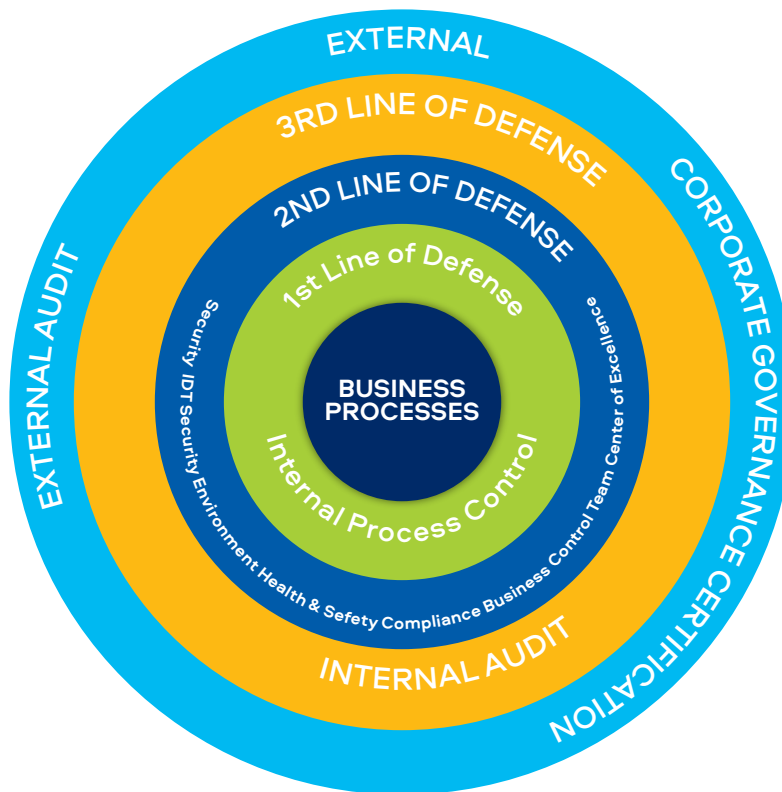 EXTERNAL
3RD LINE OF DEFENSE
2ND LINE OF DEFENSE
1st Line of Defense
BUSINESS
PROCESSES
Internal Process Control
Security IDT Security Environment Health & Safety Compliance Business Control Team Center of Excellence
INTERNAL AUDIT
EXTERNAL AUDIT
CORPORATE GOVERNANCE CERTIFICATION